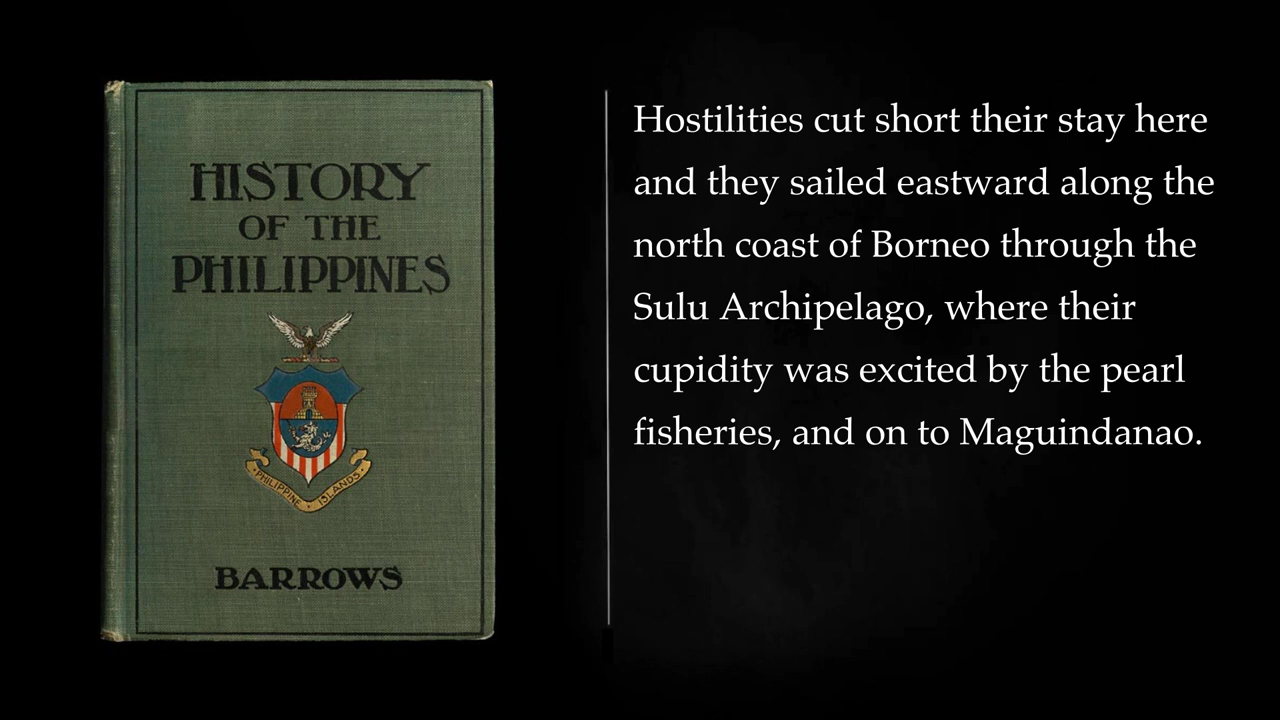 HISTORY
OF THE
PHILIPPINES
PHILIPPINE ISLANDS
BARROWS
Hostilities cut short their stay here
and they sailed eastward along the
north coast of Borneo through the
Sulu Archipelago, where their
cupidity was excited by the pearl
fisheries, and on to Maguindanao.